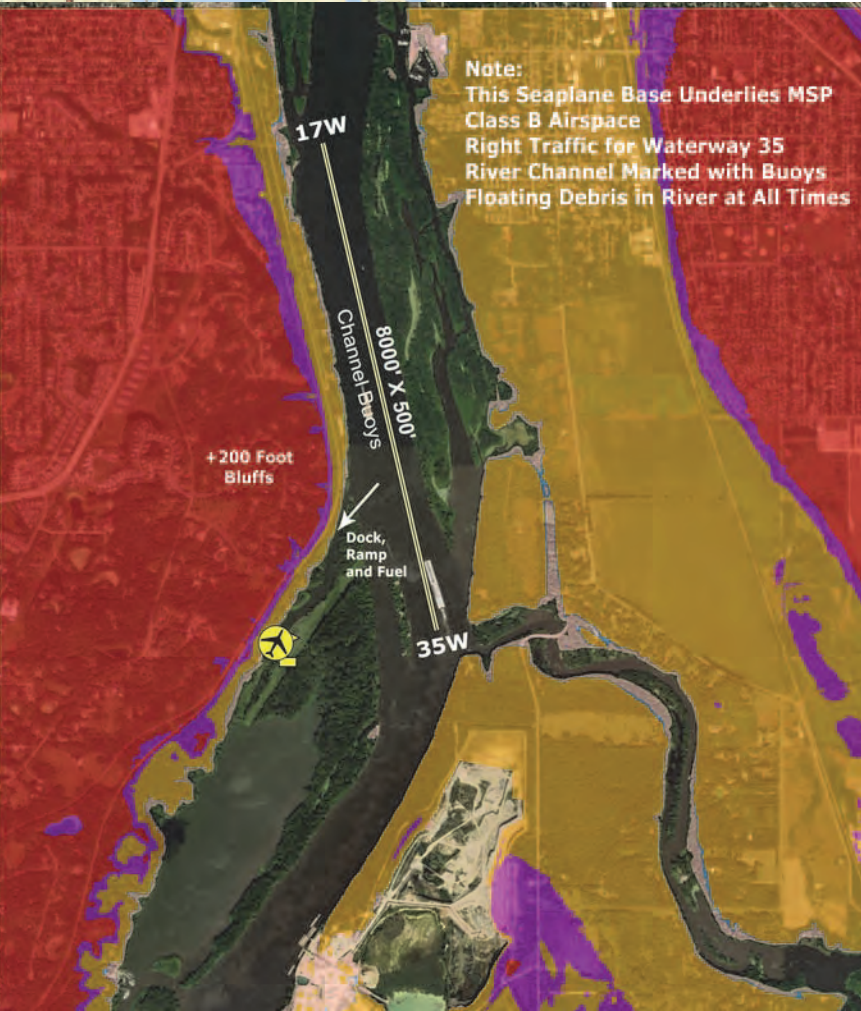 Note:
This Seaplane Base Underlies MSP
Class B Airspace
Right Traffic for Waterway 35
River Channel Marked with Buoys
Floating Debris in River at All Times
17W
Channel Buoys
8000' X 500'
+200 Foot
Bluffs
Dock,
Ramp
and Fuel
35W